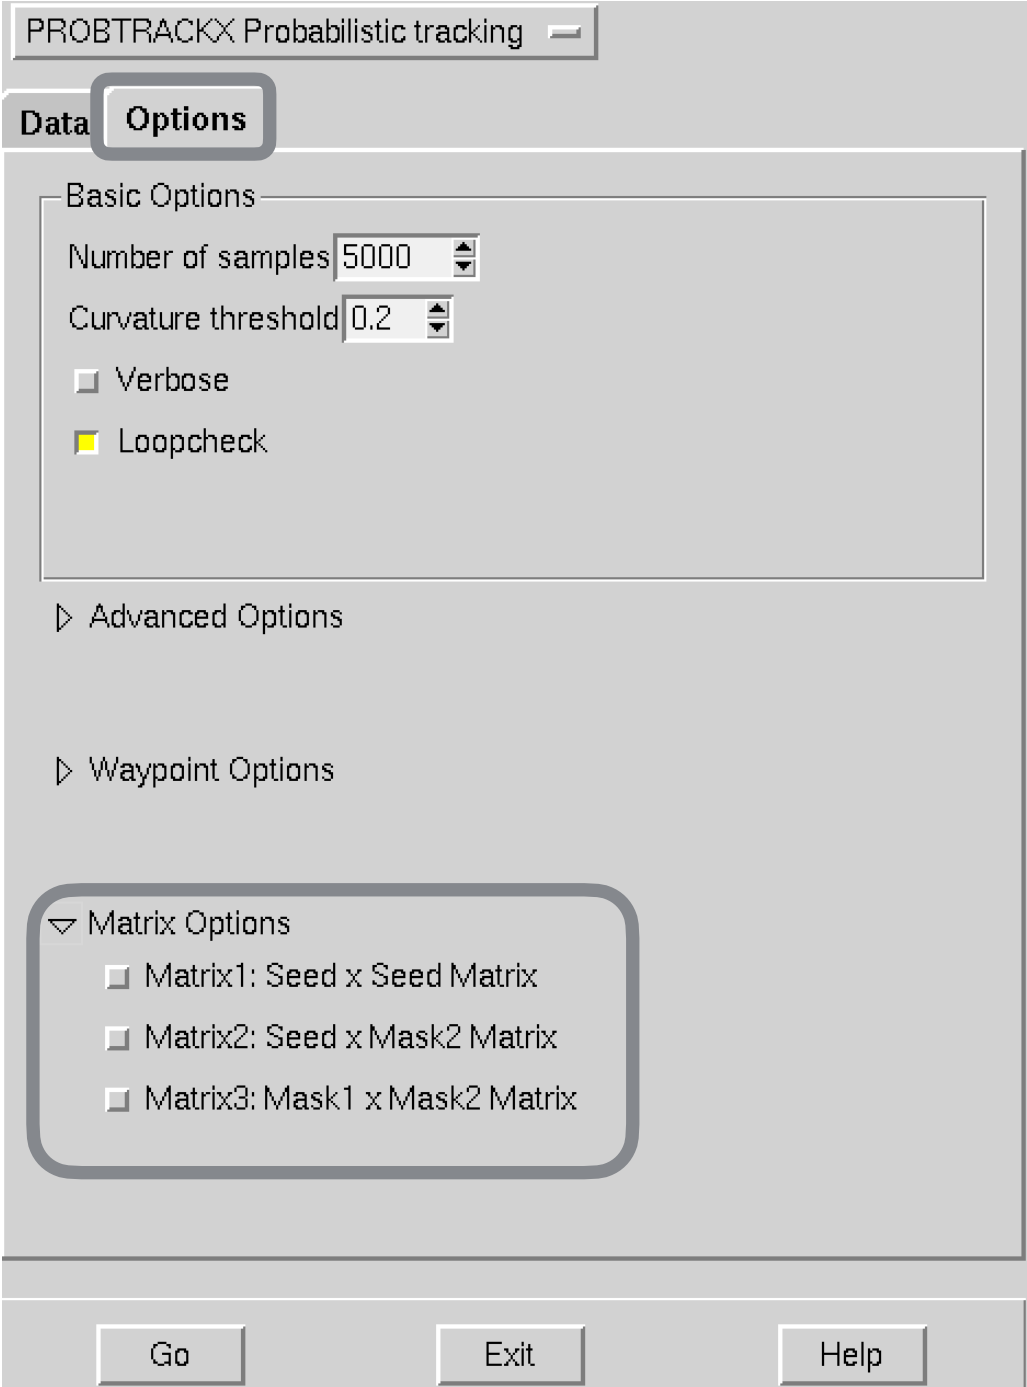 PROBTRACKX Probabilistic tracking
Data Options
Basic Options
Number of samples 5000
Curvature threshold 0.2
Verbose
Loopcheck
Advanced Options
Waypoint Options
Matrix Options
Matrix1: Seed x Seed Matrix
Matrix2: Seed x Mask2 Matrix
Matrix3: Mask1 x Mask2 Matrix
Go Exit Help